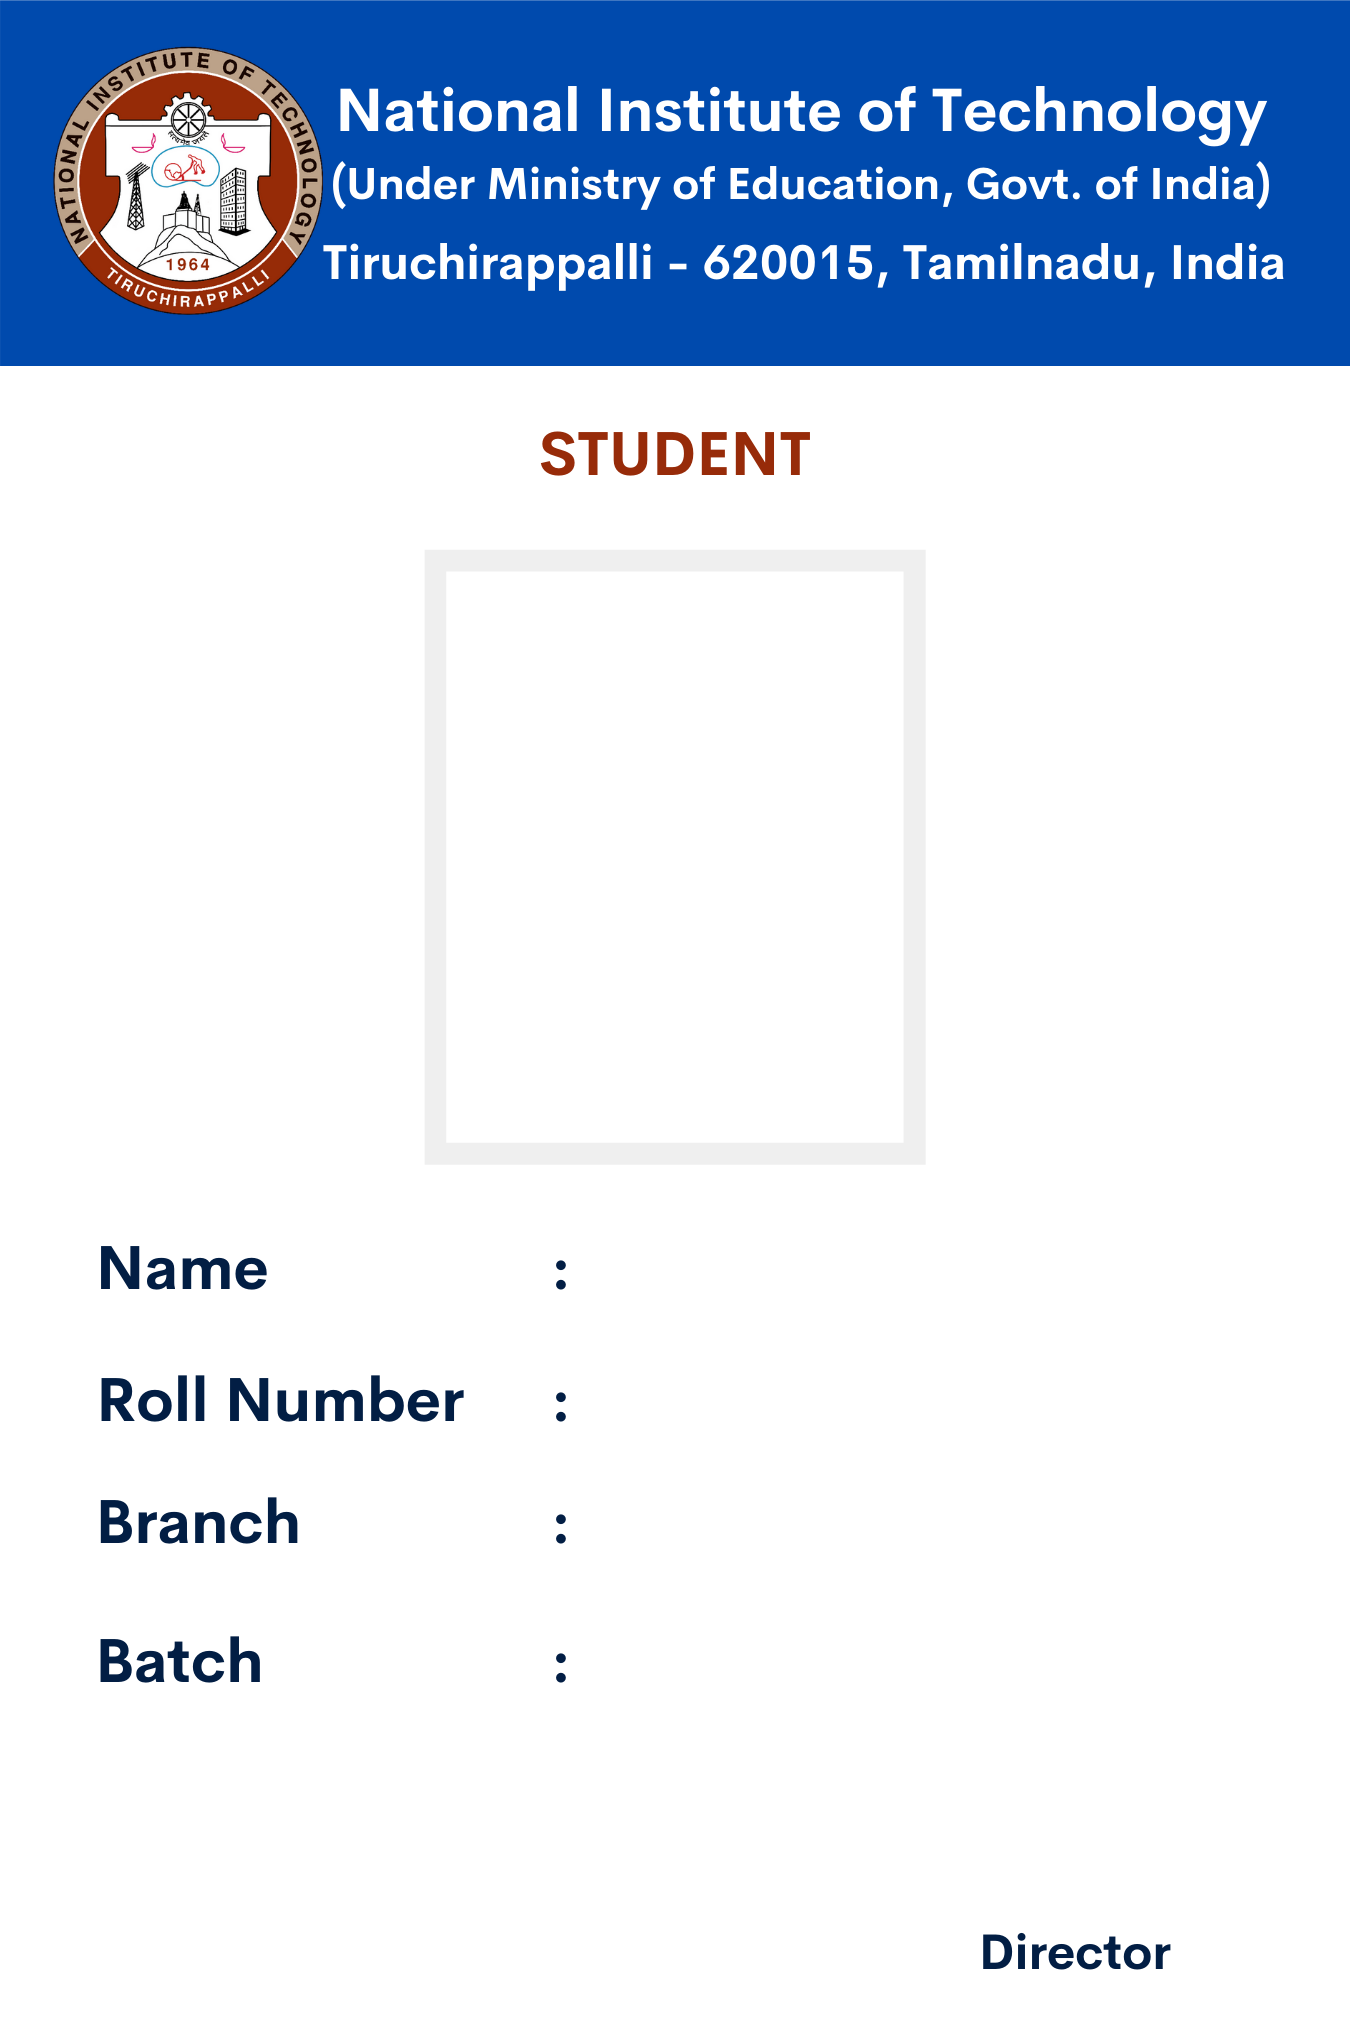 NATIONAL INSTITUTE OF TECHNOLOGY
1964
TIRUCHIRAPPALLI
National Institute of Technology
(Under Ministry of Education, Govt. of India)
Tiruchirappalli - 620015, Tamilnadu, India
STUDENT
Name :
Roll Number :
Branch :
Batch :
Director